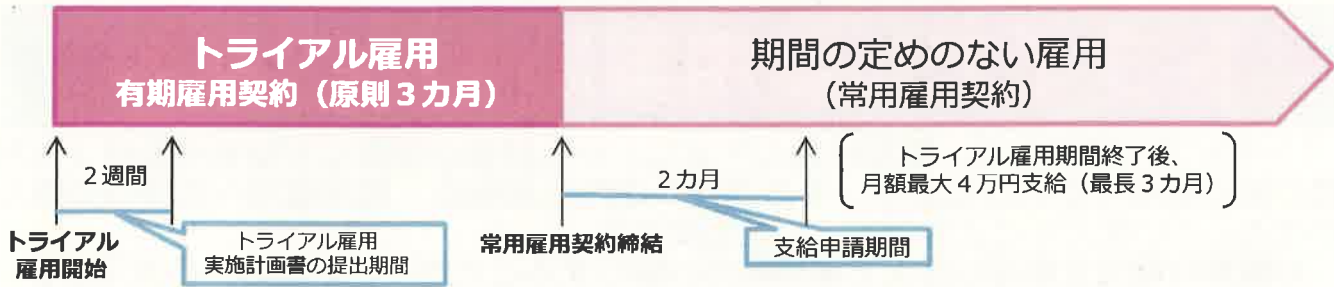 トライアル雇用
有期雇用契約（原則３カ月）
期間の定めのない雇用
（常用雇用契約）
２週間
２カ月
トライアル雇用期間終了後、
月額最大４万円支給（最長３カ月）
トライアル
雇用開始
トライアル雇用
実施計画書の提出期間
常用雇用契約締結
支給申請期間